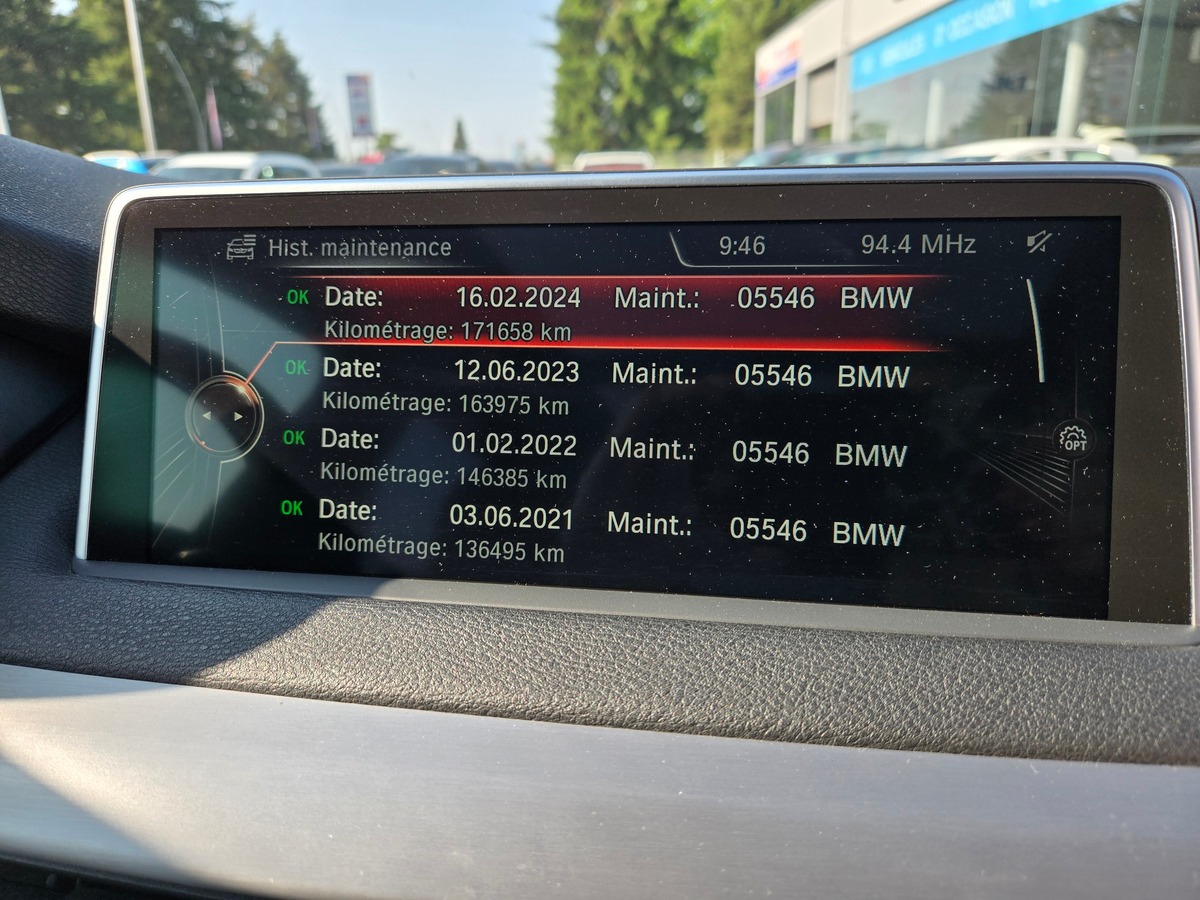 Hist. maintenance 9:46 94.4 MHz
OK Date: 16.02.2024 Maint.: 05546 BMW
Kilométrage: 171658 km
OK Date: 12.06.2023 Maint.: 05546 BMW
Kilométrage: 163975 km
OK Date: 01.02.2022 Maint.: 05546 BMW
Kilométrage: 146385 km
OK Date: 03.06.2021 Maint.: 05546 BMW
Kilométrage: 136495 km
OPT